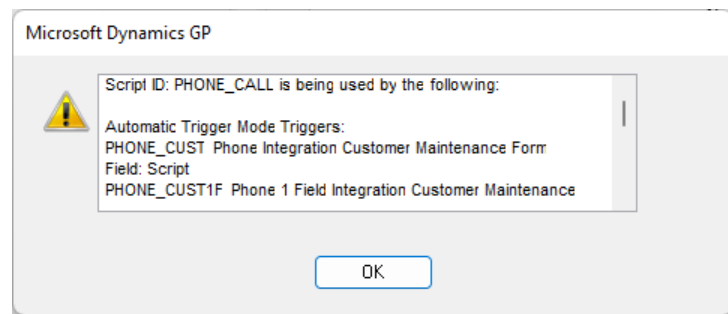 Microsoft Dynamics GP
Script ID: PHONE_CALL is being used by the following:
Automatic Trigger Mode Triggers:
PHONE_CUST Phone Integration Customer Maintenance Form
Field: Script
PHONE_CUST1F Phone 1 Field Integration Customer Maintenance
OK